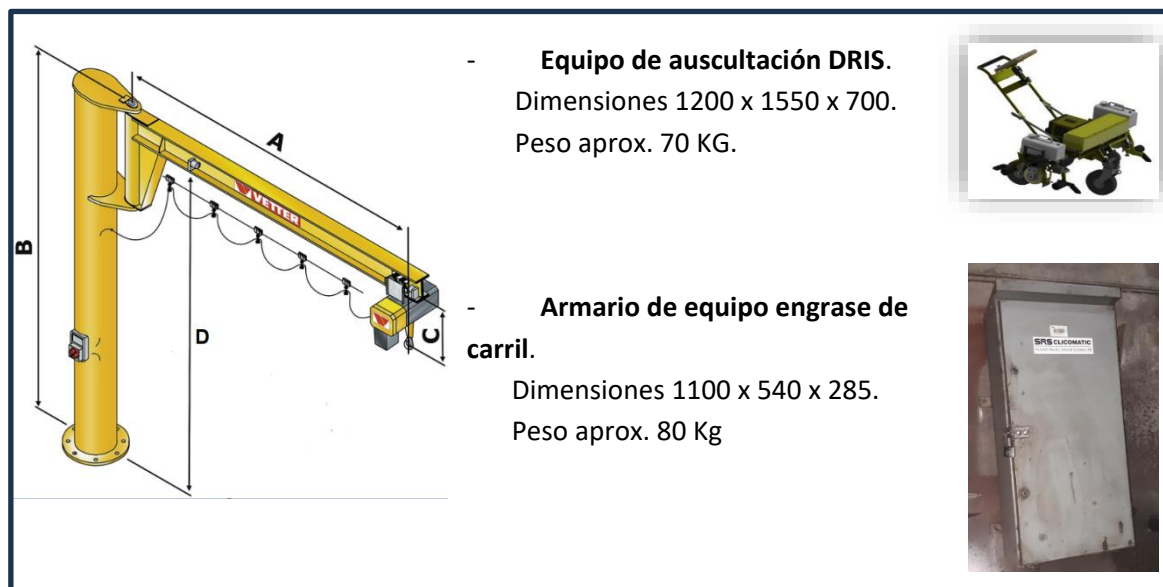 A
B
VETTER
D
C
- Equipo de auscultación DRIS.
Dimensiones 1200 x 1550 x 700.
Peso aprox. 70 KG.
- Armario de equipo engrase de
carril.
Dimensiones 1100 x 540 x 285.
Peso aprox. 80 Kg
SRS CLICOMATIC